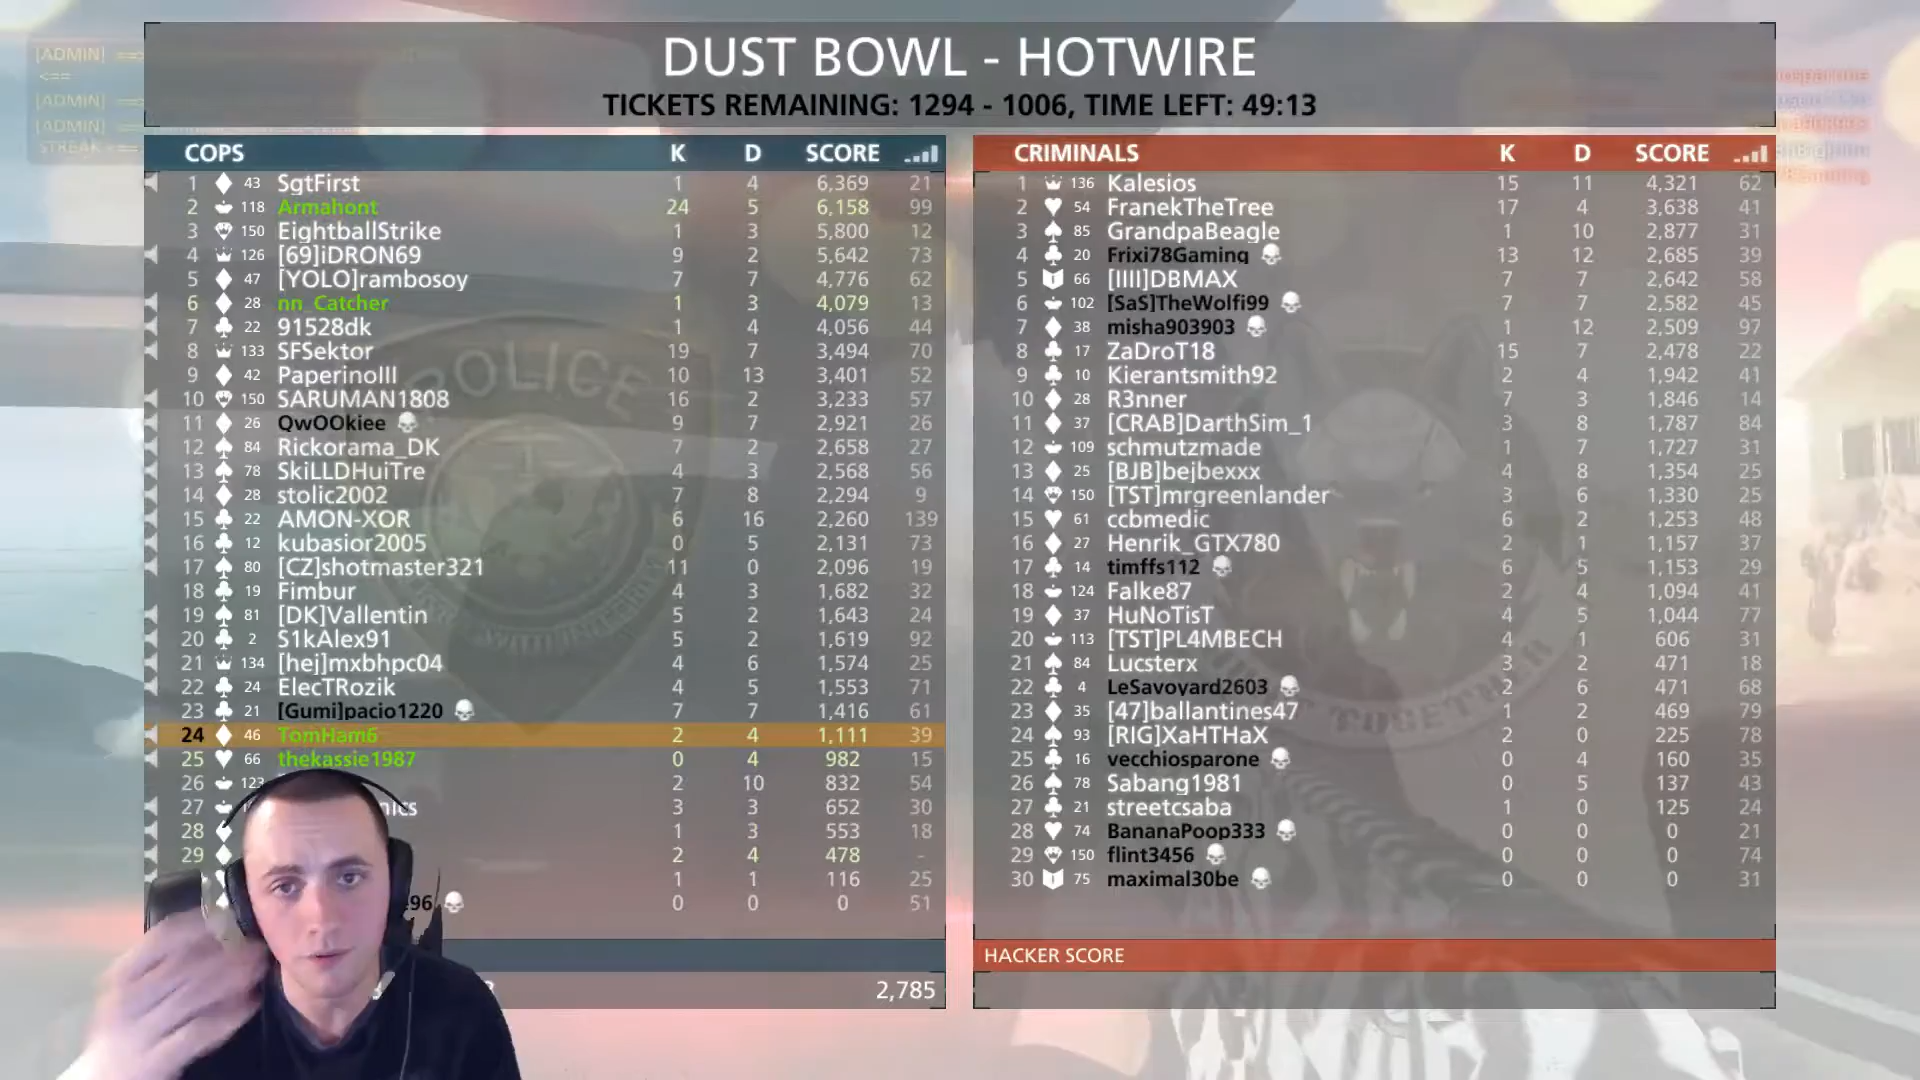 [ADMIN]
<==
[ADMIN]
[ADMIN]
STREAK
DUST BOWL - HOTWIRE
TICKETS REMAINING: 1294 - 1006, TIME LEFT: 49:13
COPS K D SCORE
1 43 SgtFirst 1 4 6,369 21
2 118 Armahont 24 5 6,158 99
3 150 EightballStrike 1 3 5,800 12
4 126 [69]iDRON69 9 2 5,642 73
5 47 [YOLO]rambosoy 7 7 4,776 62
6 28 nn_Catcher 1 3 4,079 13
7 22 91528dk 1 4 4,056 44
8 133 SFSektor 19 7 3,494 70
9 42 PaperinoIII 10 13 3,401 52
10 150 SARUMAN1808 16 2 3,233 57
11 26 QwOOkiee 9 7 2,921 26
12 84 Rickorama_DK 7 2 2,658 27
13 78 SkiLLDHuiTre 4 3 2,568 56
14 28 stolic2002 7 8 2,294 9
15 22 AMON-XOR 6 16 2,260 139
16 12 kubasior2005 0 5 2,131 73
17 80 [CZ]shotmaster321 11 0 2,096 19
18 19 Fimbur 4 3 1,682 32
19 81 [DK]Vallentin 5 2 1,643 24
20 2 S1kAlex91 5 2 1,619 92
21 134 [hej]mxbhpc04 4 6 1,574 25
22 24 ElecTRozik 4 5 1,553 71
23 21 [Gumi]pacio1220 7 7 1,416 61
24 46 TomHam6 2 4 1,111 39
25 66 thekassie1987 0 4 982 15
26 123 2 10 832 54
27 nics 3 3 652 30
28 1 3 553 18
29 2 4 478 -
1 1 116 25
96 0 0 0 51
2,785
CRIMINALS K D SCORE
1 136 Kalesios 15 11 4,321 62
2 54 FranekTheTree 17 4 3,638 41
3 85 GrandpaBeagle 1 10 2,877 31
4 20 Frixi78Gaming 13 12 2,685 39
5 66 [IIII]DBMAX 7 7 2,642 58
6 102 [SaS]TheWolfi99 7 7 2,582 45
7 38 misha903903 1 12 2,509 97
8 17 ZaDroT18 15 7 2,478 22
9 10 Kierantsmith92 2 4 1,942 41
10 28 R3nner 7 3 1,846 14
11 37 [CRAB]DarthSim_1 3 8 1,787 84
12 109 schmutzmade 1 7 1,727 31
13 25 [BJB]bejbexxx 4 8 1,354 25
14 150 [TST]mrgreenlander 3 6 1,330 25
15 61 ccbmedic 6 2 1,253 48
16 27 Henrik_GTX780 2 1 1,157 37
17 14 timffs112 6 5 1,153 29
18 124 Falke87 2 4 1,094 41
19 37 HuNoTisT 4 5 1,044 77
20 113 [TST]PL4MBECH 4 1 606 31
21 84 Lucsterx 3 2 471 18
22 4 LeSavoyard2603 2 6 471 68
23 35 [47]ballantines47 1 2 469 79
24 93 [RIG]XaHTHaX 2 0 225 78
25 16 vecchiosparone 0 4 160 35
26 78 Sabang1981 0 5 137 43
27 21 streetcsaba 1 0 125 24
28 74 BananaPoop333 0 0 0 21
29 150 flint3456 0 0 0 74
30 75 maximal30be 0 0 0 31
HACKER SCORE
POLICE